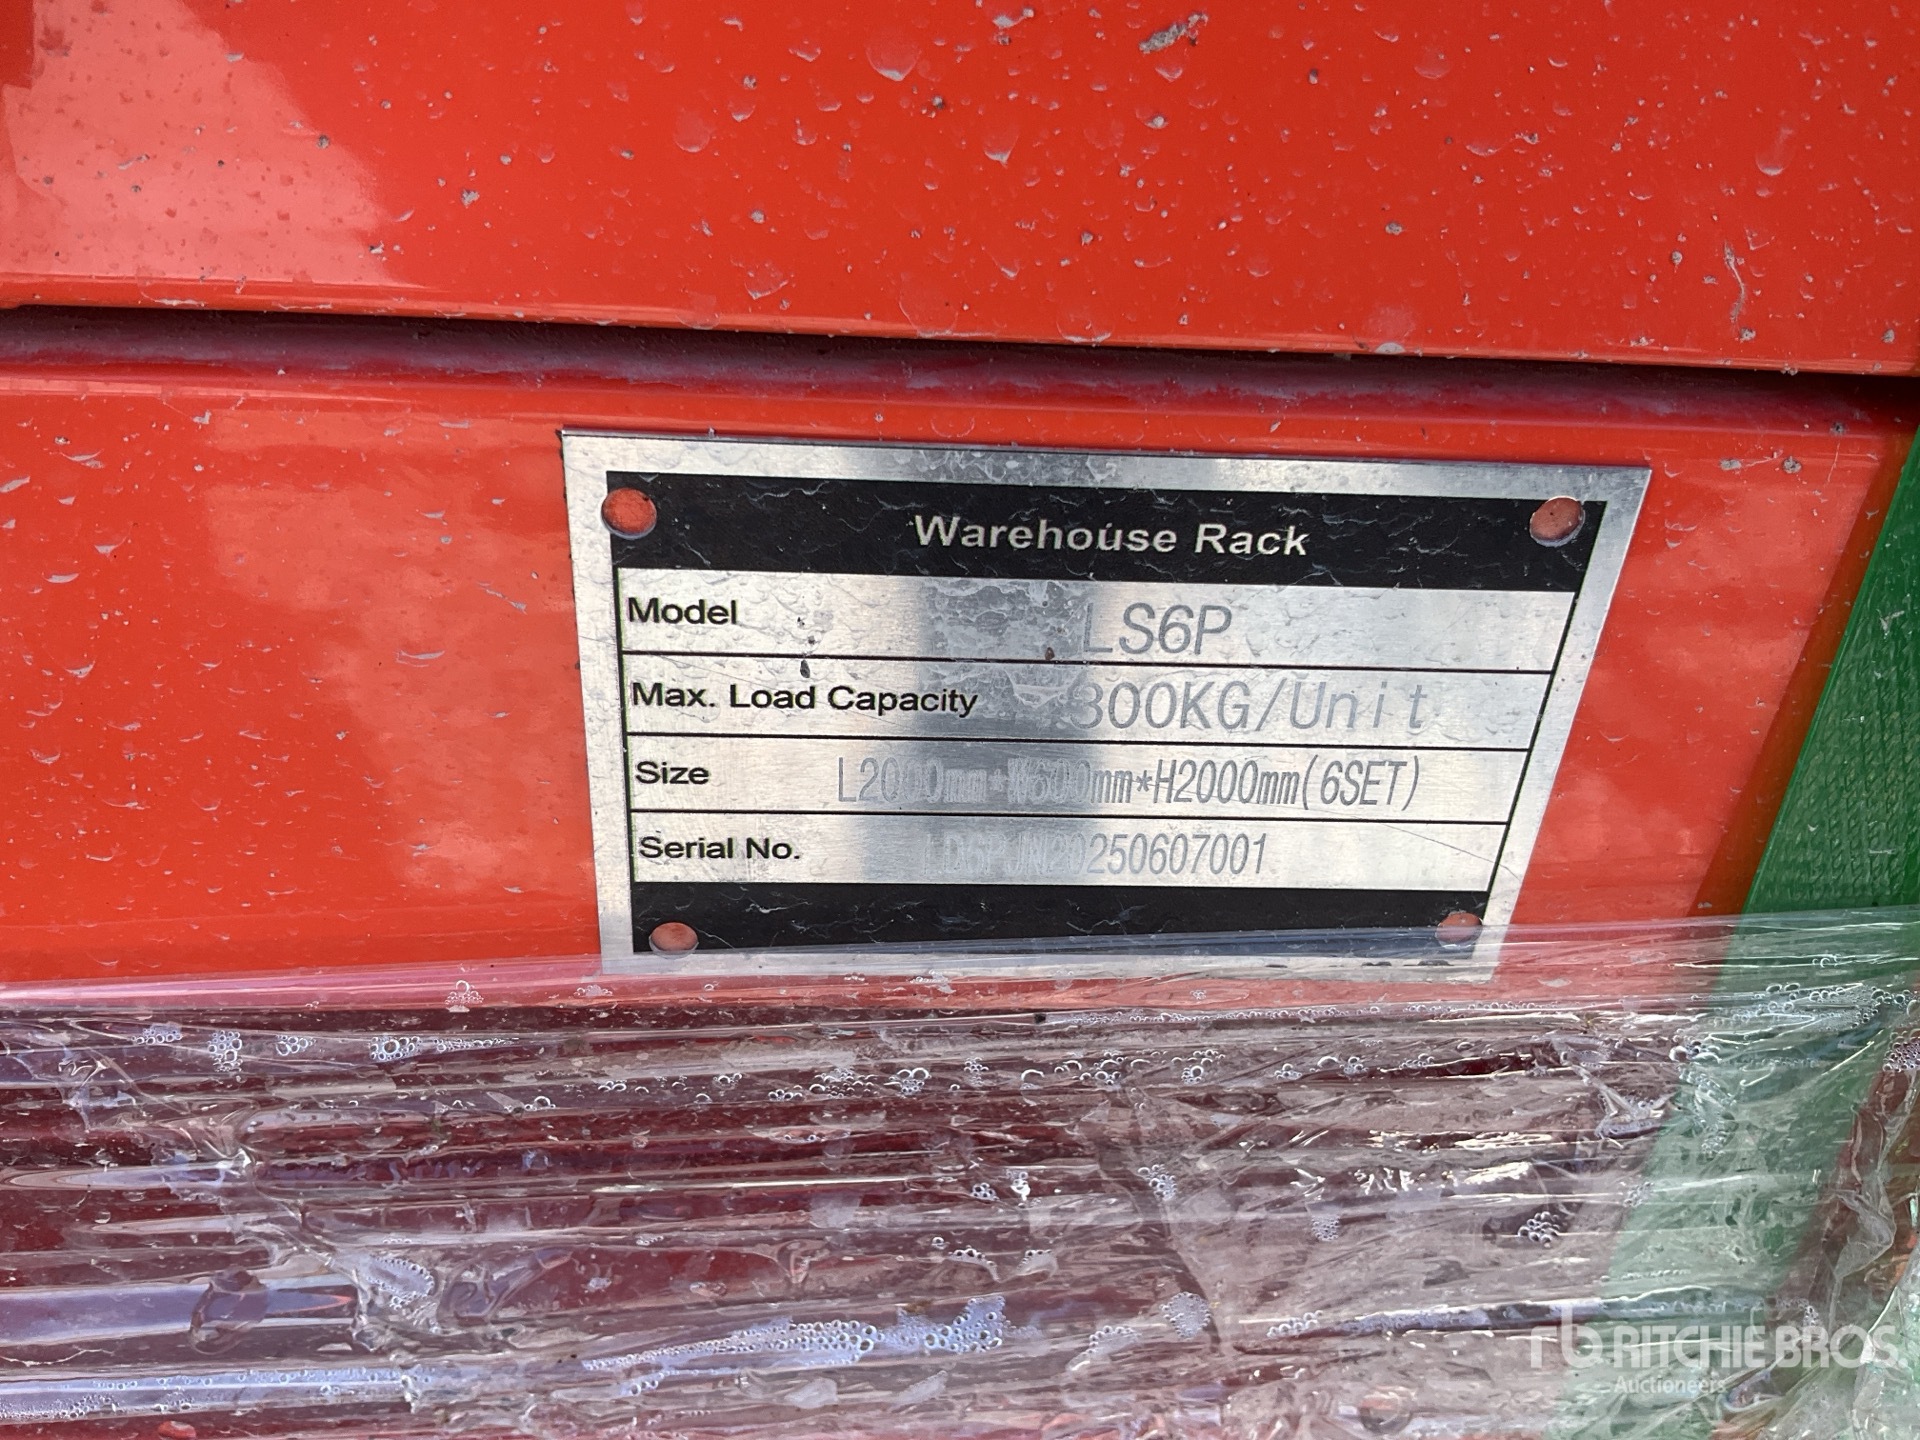 Warehouse Rack
Model LS6P
Max. Load Capacity 300KG/Unit
Size L2000mm*W600mm*H2000mm(6SET)
Serial No.
RITCHIE BROS.
Auctioneers